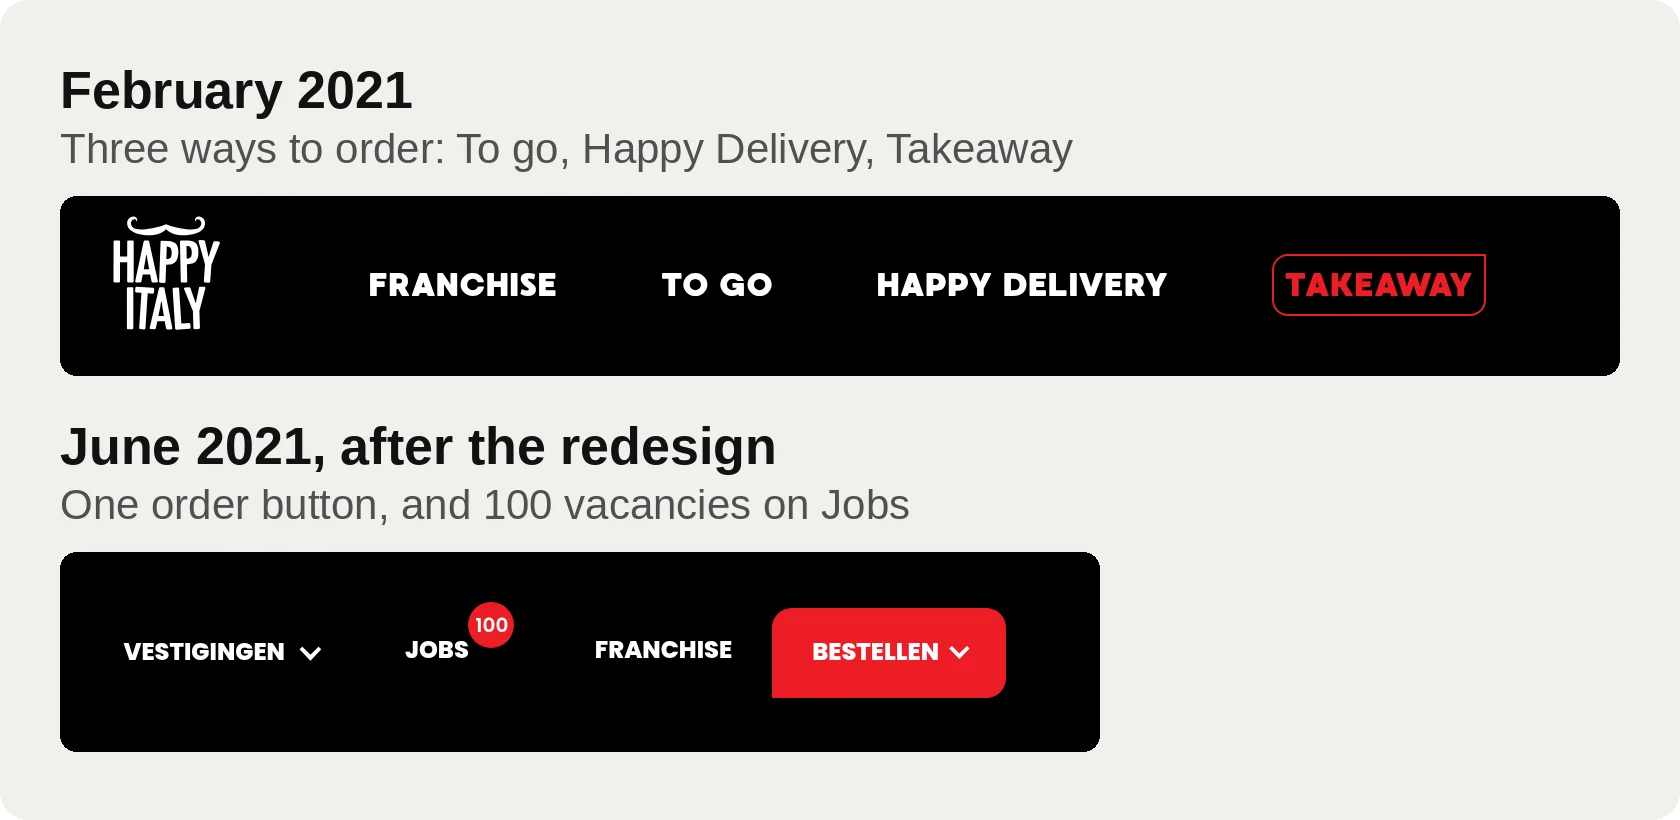 February 2021
Three ways to order: To go, Happy Delivery, Takeaway
HAPPY
ITALY
FRANCHISE
TO GO
HAPPY DELIVERY
TAKEAWAY
June 2021, after the redesign
One order button, and 100 vacancies on Jobs
VESTIGINGEN
JOBS
100
FRANCHISE
BESTELLEN